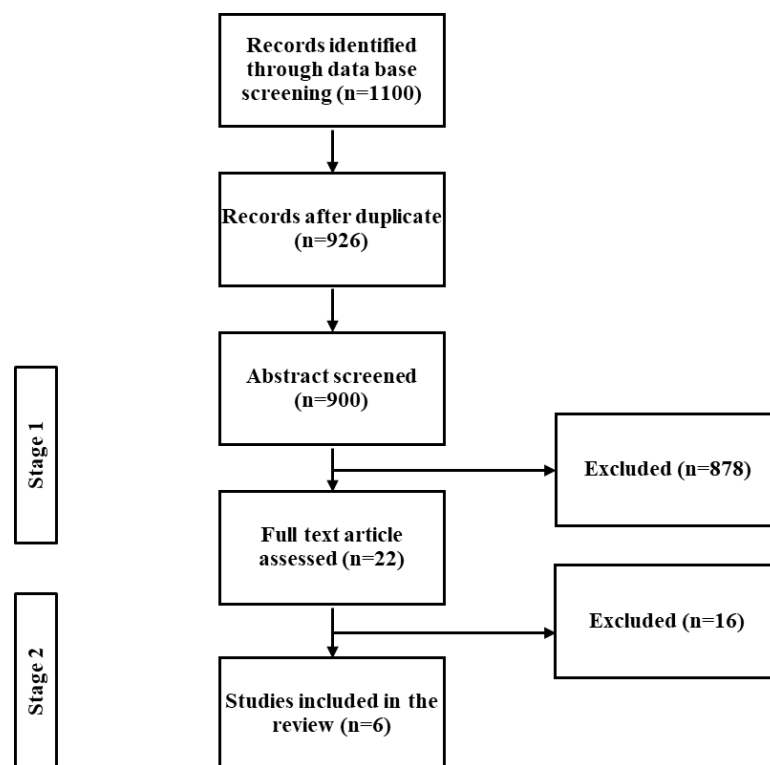 Records identified
through data base
screening (n=1100)
Records after duplicate
(n=926)
Abstract screened
(n=900)
Stage 1
Excluded (n=878)
Full text article
assessed (n=22)
Excluded (n=16)
Stage 2
Studies included in the
review (n=6)